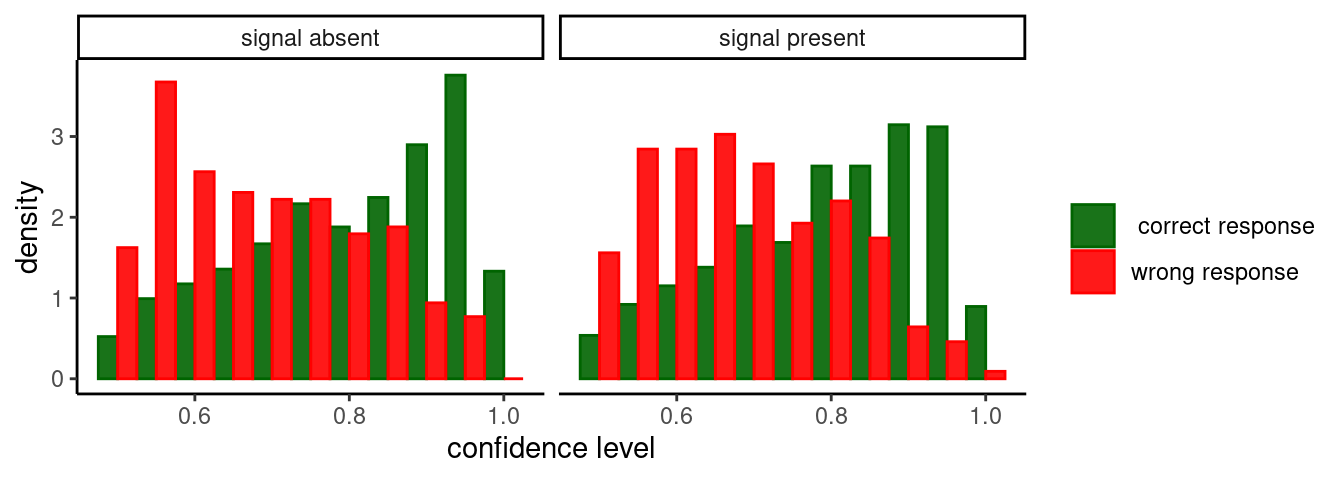 signal absent
signal present
3
2
1
0
density
0.6
0.8
1.0
0.6
0.8
1.0
confidence level
correct response
wrong response